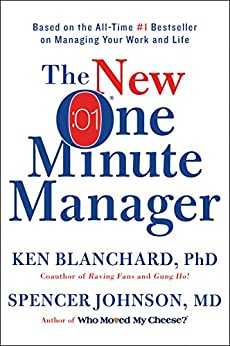 Based on the All-Time #1 Bestseller
on Managing Your Work and Life
The New
:01
One
Minute
Manager
KEN BLANCHARD, PhD
Coauthor of Raving Fans and Gung Ho!
SPENCER JOHNSON, MD
Author of Who Moved My Cheese?